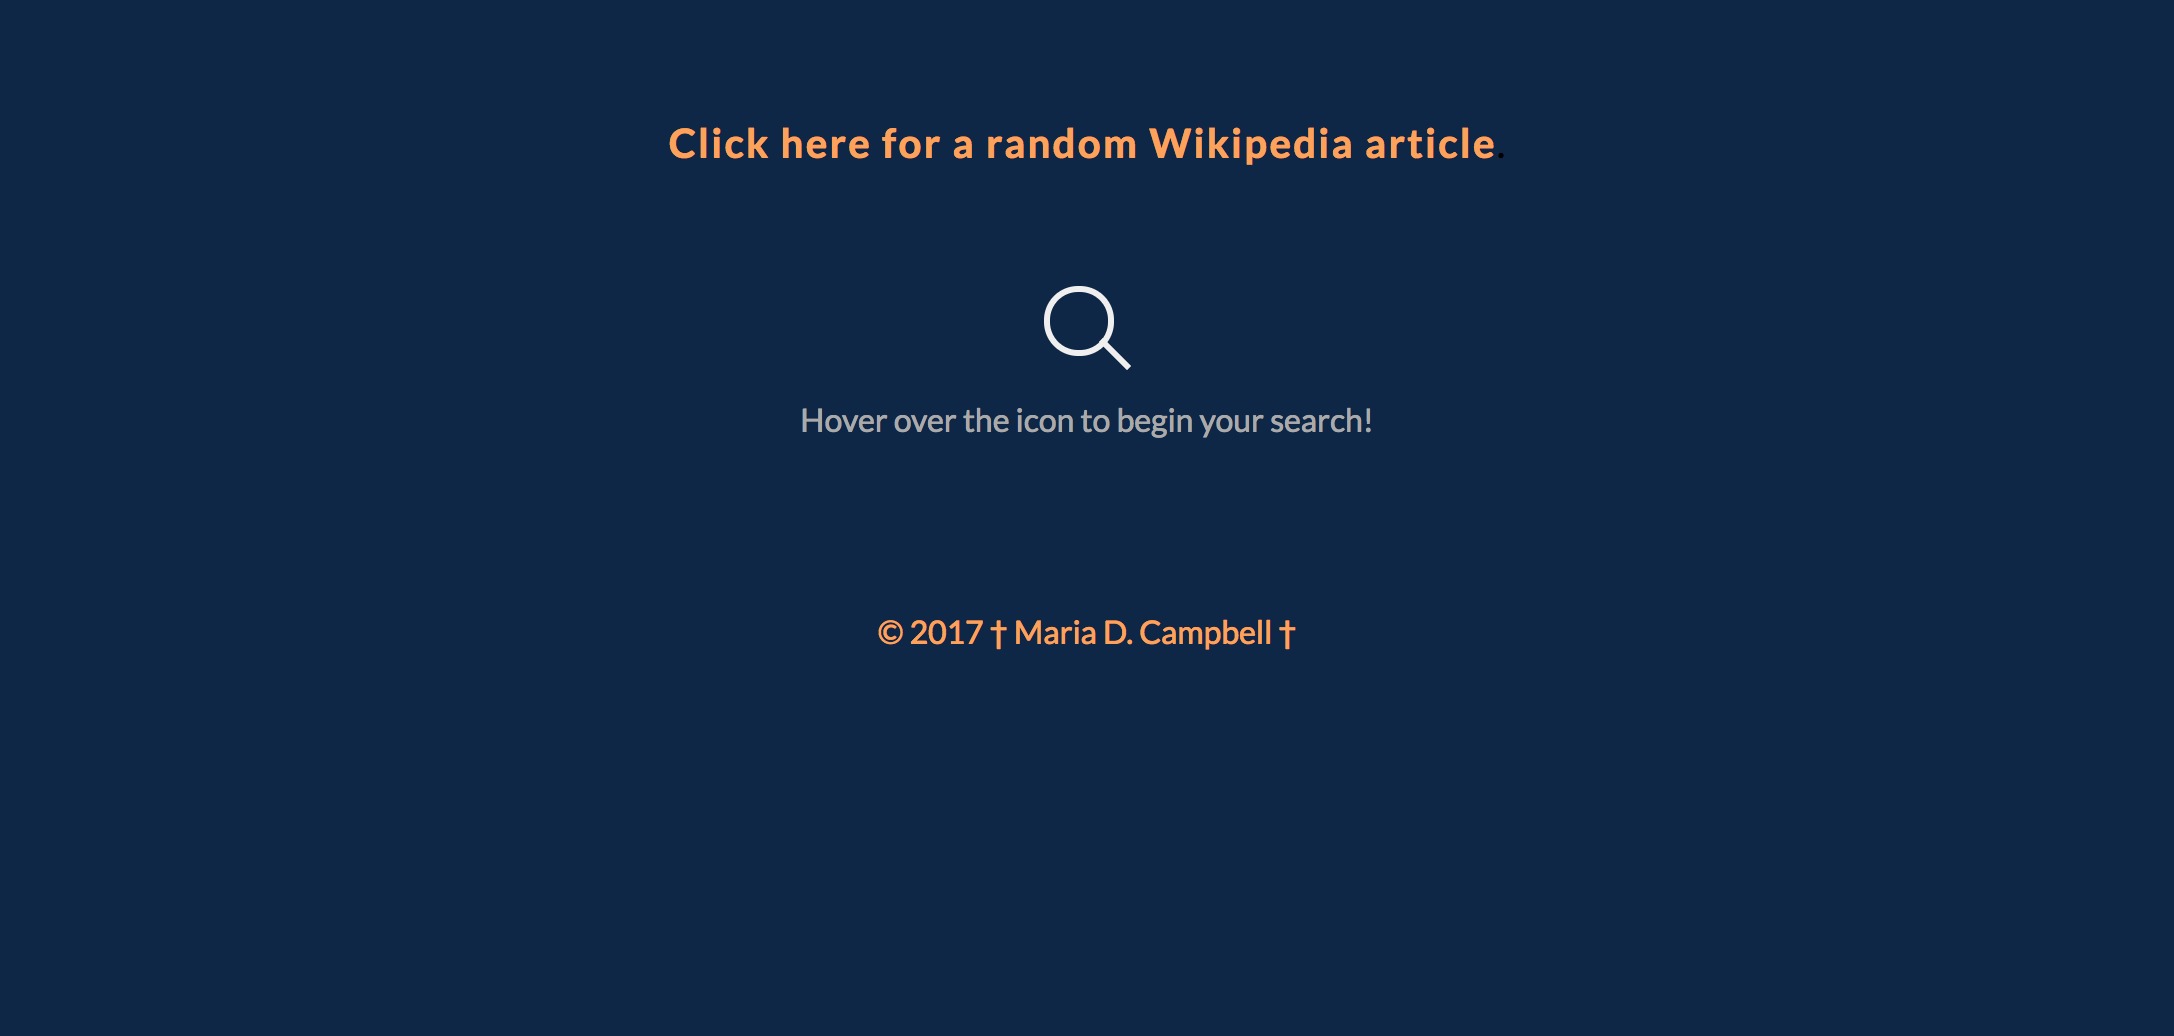 Click here for a random Wikipedia article.
Hover over the icon to begin your search!
© 2017 † Maria D. Campbell †